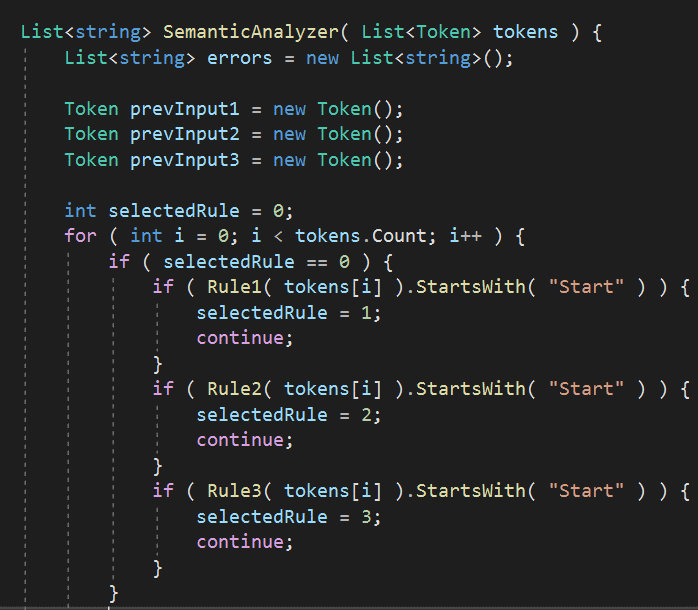 List<string> SemanticAnalyzer( List<Token> tokens ) {
    List<string> errors = new List<string>();

    Token prevInput1 = new Token();
    Token prevInput2 = new Token();
    Token prevInput3 = new Token();

    int selectedRule = 0;
    for ( int i = 0; i < tokens.Count; i++ ) {
        if ( selectedRule == 0 ) {
            if ( Rule1( tokens[i] ).StartsWith( "Start" ) ) {
                selectedRule = 1;
                continue;
            }
            if ( Rule2( tokens[i] ).StartsWith( "Start" ) ) {
                selectedRule = 2;
                continue;
            }
            if ( Rule3( tokens[i] ).StartsWith( "Start" ) ) {
                selectedRule = 3;
                continue;
            }
        }